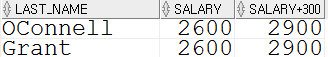 LAST_NAME SALARY SALARY+300
OConnell 2600 2900
Grant 2600 2900